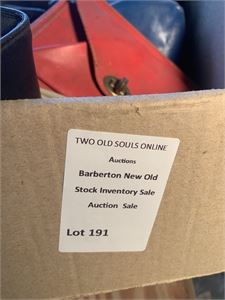 TWO OLD SOULS ONLINE
Auctions
Barberton New Old
Stock Inventory Sale
Auction Sale
Lot 191